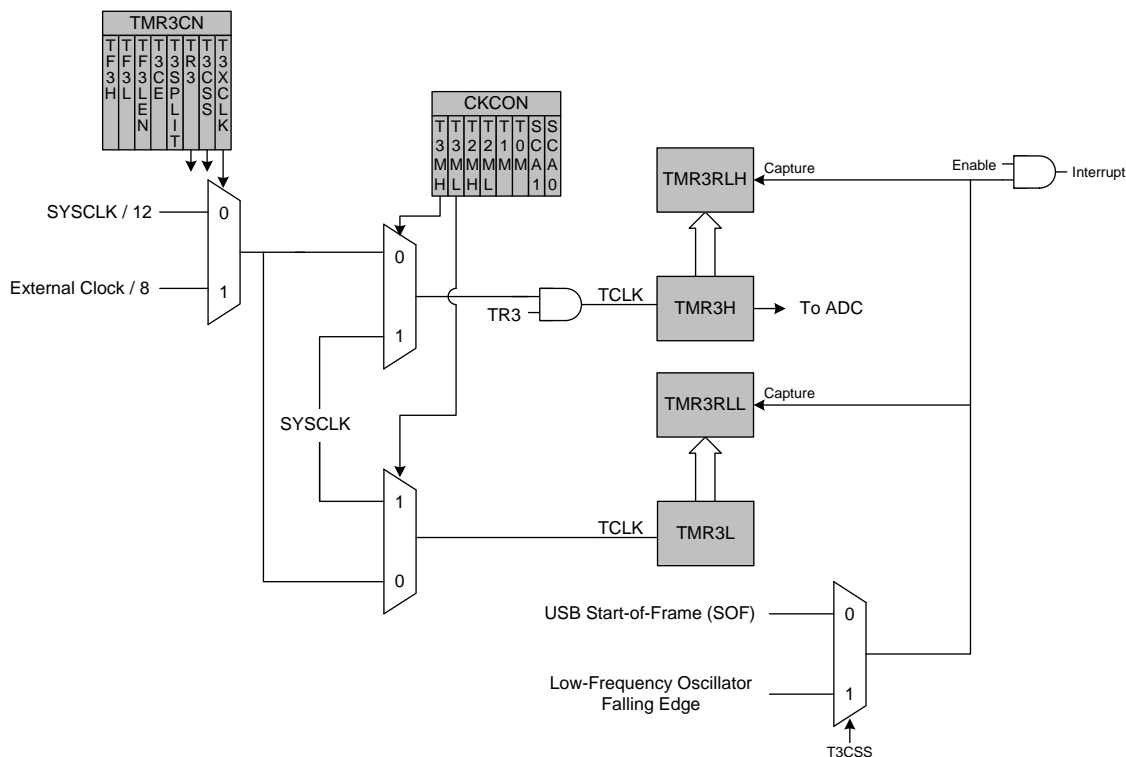 TMR3CN
TF3H
TF3L
TF3LEN
T3CE
T3SPLIT
TR3
T3CSS
T3XCLK
CKCON
T3MH
T3ML
T2MH
T2ML
T1M
T0M
SCA1
SCA0
SYSCLK / 12
0
External Clock / 8
1
0
1
SYSCLK
TR3
TCLK
TMR3RLH
Capture
Enable
Interrupt
TMR3H
To ADC
TMR3RLL
Capture
1
0
TCLK
TMR3L
USB Start-of-Frame (SOF)
0
Low-Frequency Oscillator
Falling Edge
1
T3CSS